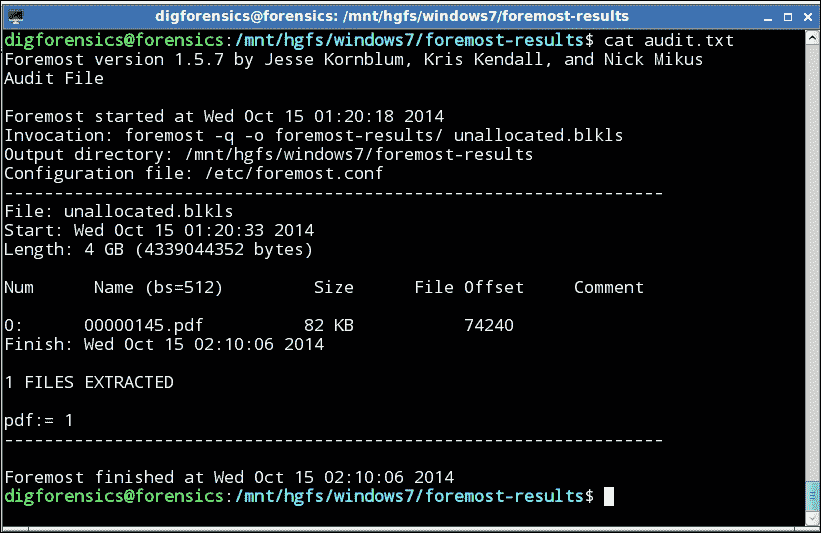 digforensics@forensics: /mnt/hgfs/windows7/foremost-results
digforensics@forensics:/mnt/hgfs/windows7/foremost-results$ cat audit.txt
Foremost version 1.5.7 by Jesse Kornblum, Kris Kendall, and Nick Mikus
Audit File
Foremost started at Wed Oct 15 01:20:18 2014
Invocation: foremost -q -o foremost-results/ unallocated.blkls
Output directory: /mnt/hgfs/windows7/foremost-results
Configuration file: /etc/foremost.conf
------------------------------------------------------------------
File: unallocated.blkls
Start: Wed Oct 15 01:20:33 2014
Length: 4 GB (4339044352 bytes)
Num      Name (bs=512)         Size      File Offset     Comment
0:      00000145.pdf          82 KB           74240
Finish: Wed Oct 15 02:10:06 2014
1 FILES EXTRACTED
pdf:= 1
------------------------------------------------------------------
Foremost finished at Wed Oct 15 02:10:06 2014
digforensics@forensics:/mnt/hgfs/windows7/foremost-results$